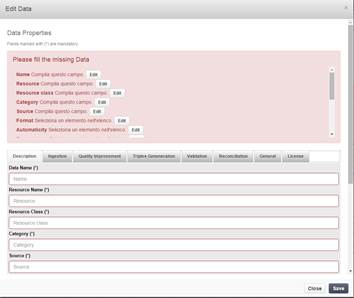 Edit Data
×
Data Properties
Fields marked with (*) are mandatory.
Please fill the missing Data
Name Compila questo campo. Edit
Resource Compila questo campo. Edit
Resource class Compila questo campo. Edit
Category Compila questo campo. Edit
Source Compila questo campo. Edit
Format Seleziona un elemento nell'elenco. Edit
Automaticity Seleziona un elemento nell'elenco. Edit
Description Ingestion Quality Improvement Triples Geneneration Validation Reconciliation General License
Data Name (*)
Name
Resource Name (*)
Resource
Resource Class (*)
Resource class
Category (*)
Category
Source (*)
Source
Close Save